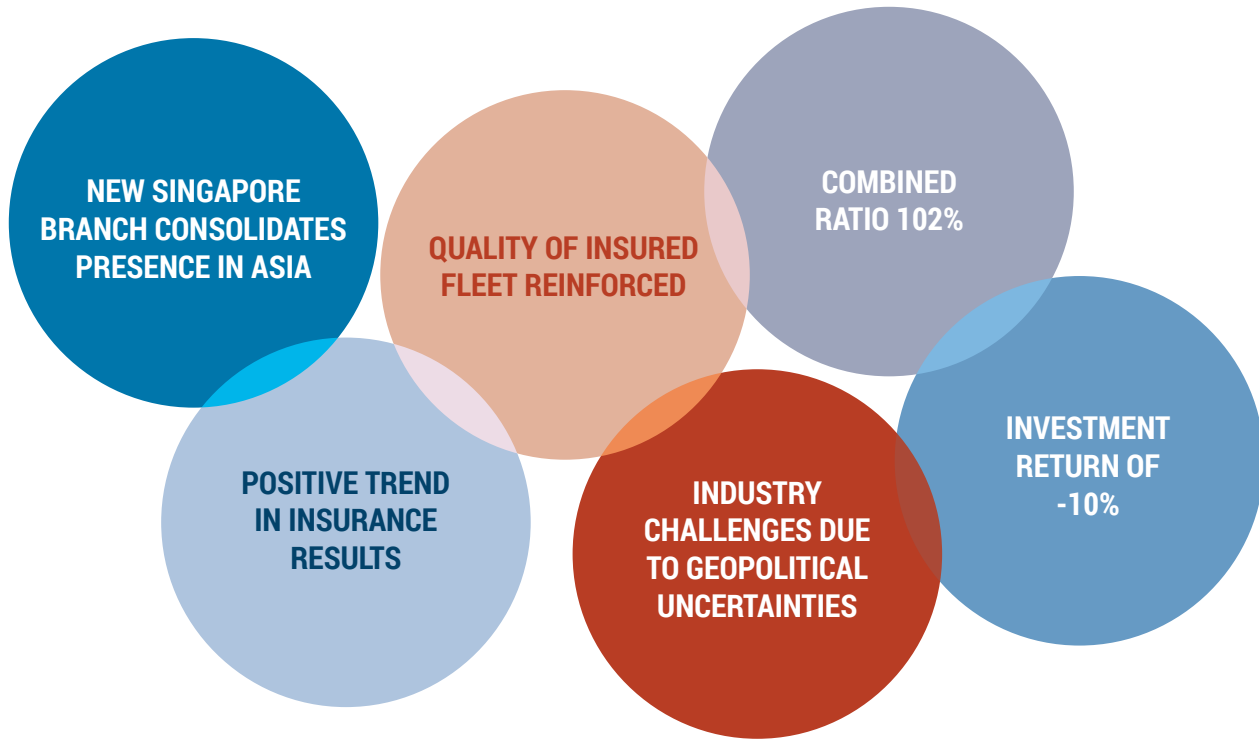 NEW SINGAPORE
BRANCH CONSOLIDATES
PRESENCE IN ASIA
QUALITY OF INSURED
FLEET REINFORCED
COMBINED
RATIO 102%
POSITIVE TREND
IN INSURANCE
RESULTS
INDUSTRY
CHALLENGES DUE
TO GEOPOLITICAL
UNCERTAINTIES
INVESTMENT
RETURN OF
-10%